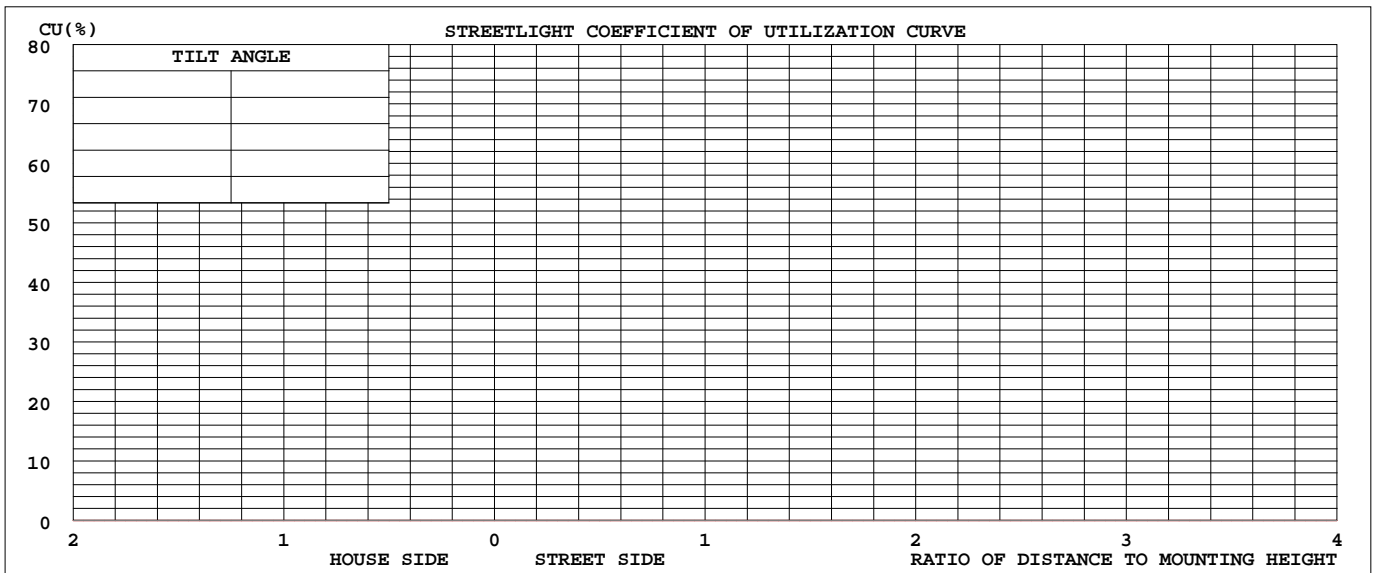 CU(%)
STREETLIGHT COEFFICIENT OF UTILIZATION CURVE
TILT ANGLE
80
70
60
50
40
30
20
10
0
2 1 0 1 2 3 4
HOUSE SIDE STREET SIDE RATIO OF DISTANCE TO MOUNTING HEIGHT